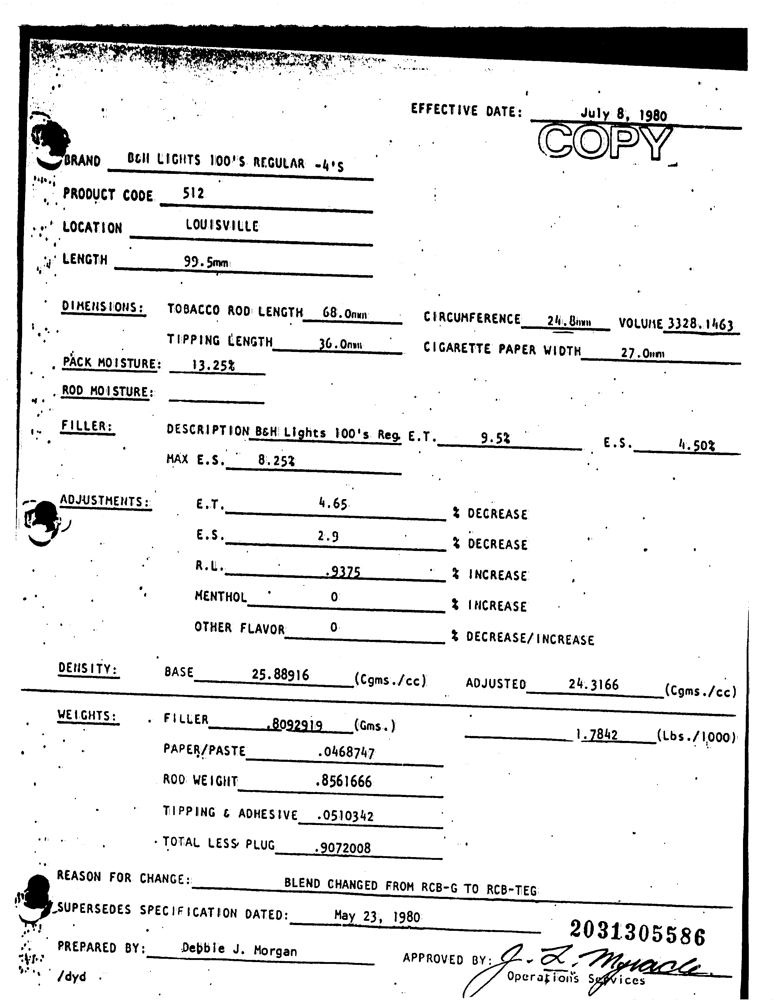 EFFECTIVE DATE: July 8, 1980
COPY
BRAND B&H LIGHTS 100'S REGULAR -4'S
PRODUCT CODE 512
LOCATION LOUISVILLE
LENGTH 99.5mm
DIMENSIONS: TOBACCO ROD LENGTH 68.0mm CIRCUMFERENCE 24.8mm VOLUME 3328.1463
TIPPING LENGTH 36.0mm CIGARETTE PAPER WIDTH 27.0mm
PACK MOISTURE: 13.25%
ROD MOISTURE:
FILLER: DESCRIPTION B&H Lights 100's Reg. E.T. 9.5% E.S. 4.50%
MAX E.S. 8.25%
ADJUSTMENTS: E.T. 4.65 % DECREASE
E.S. 2.9 % DECREASE
R.L. .9375 % INCREASE
MENTHOL 0 % INCREASE
OTHER FLAVOR 0 % DECREASE/INCREASE
DENSITY: BASE 25.88916 (Cgms./cc) ADJUSTED 24.3166 (Cgms./cc)
WEIGHTS: FILLER .8092919 (Gms.) 1.7842 (Lbs./1000)
PAPER/PASTE .0468747
ROD WEIGHT .8561666
TIPPING & ADHESIVE .0510342
TOTAL LESS PLUG .9072008
REASON FOR CHANGE: BLEND CHANGED FROM RCB-G TO RCB-TEG
SUPERSEDES SPECIFICATION DATED: May 23, 1980
2031305586
PREPARED BY: Debbie J. Morgan APPROVED BY: J. L. Myracle
/dyd Operations Services